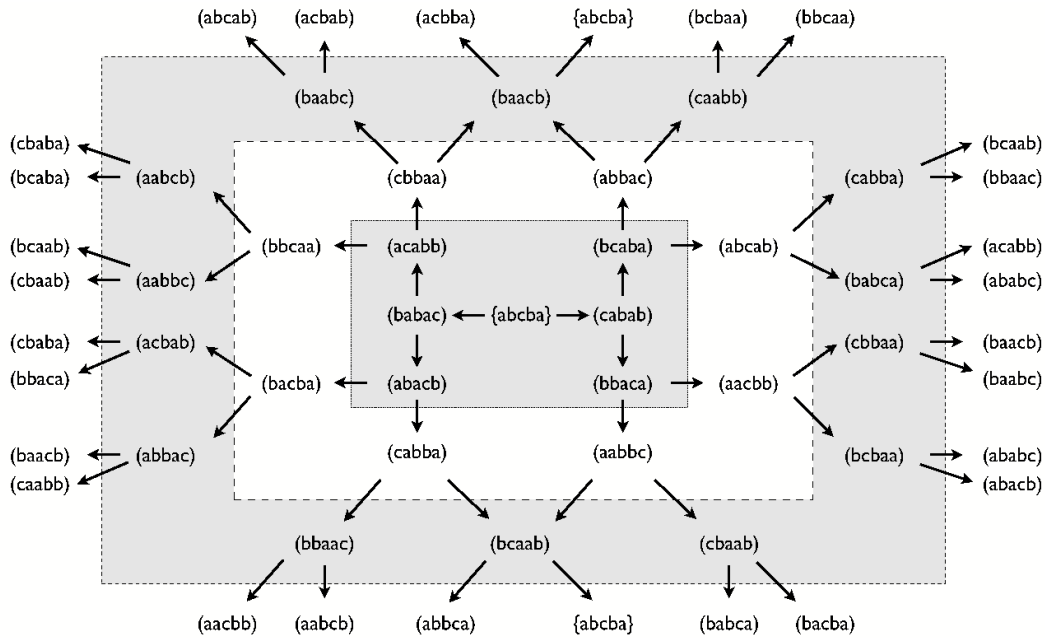 (abcab) (acbab) (acbba) {abcba} (bcbaa) (bbcaa)
(baabc) (baacb) (caabb)
(cbaba) (bcaab)
(bcaba) (aabcb) (cbbaa) (abbac) (cabba) (bbaac)
(bcaab) (bbcaa) (acabb) (bcaba) (abcab) (acabb)
(cbaab) (aabbc) (babca) (ababc)
(babac) {abcba} (cabab)
(cbaba) (acbab) (cbbaa) (baacb)
(bbaca) (bacba) (abacb) (bbaca) (aacbb) (baabc)
(baacb) (abbac) (cabba) (aabbc) (bcbaa) (ababc)
(caabb) (abacb)
(bbaac) (bcaab) (cbaab)
(aacbb) (aabcb) (abbca) {abcba} (babca) (bacba)